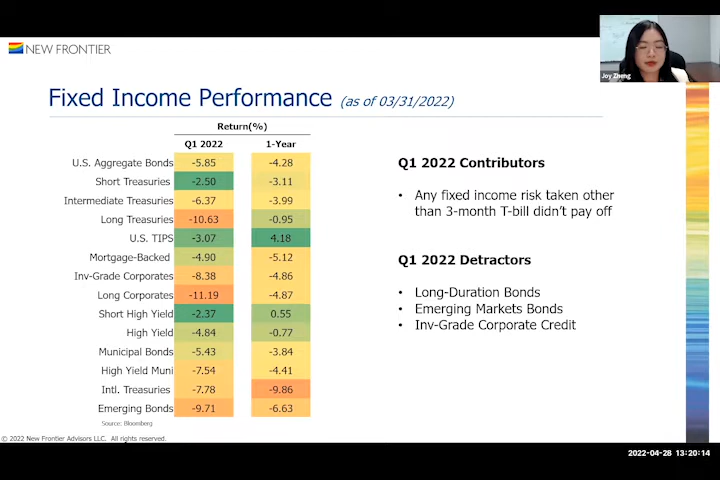 NEW FRONTIER
Joy Zheng
Fixed Income Performance (as of 03/31/2022)
Return(%)
Q1 2022 1-Year
U.S. Aggregate Bonds -5.85 -4.28
Short Treasuries -2.50 -3.11
Intermediate Treasuries -6.37 -3.99
Long Treasuries -10.63 -0.95
U.S. TIPS -3.07 4.18
Mortgage-Backed -4.90 -5.12
Inv-Grade Corporates -8.38 -4.86
Long Corporates -11.19 -4.87
Short High Yield -2.37 0.55
High Yield -4.84 -0.77
Municipal Bonds -5.43 -3.84
High Yield Muni -7.54 -4.41
Intl. Treasuries -7.78 -9.86
Emerging Bonds -9.71 -6.63
Source: Bloomberg
Q1 2022 Contributors
• Any fixed income risk taken other
than 3-month T-bill didn't pay off
Q1 2022 Detractors
• Long-Duration Bonds
• Emerging Markets Bonds
• Inv-Grade Corporate Credit
© 2022 New Frontier Advisors LLC. All rights reserved.
2022-04-28 13:20:14